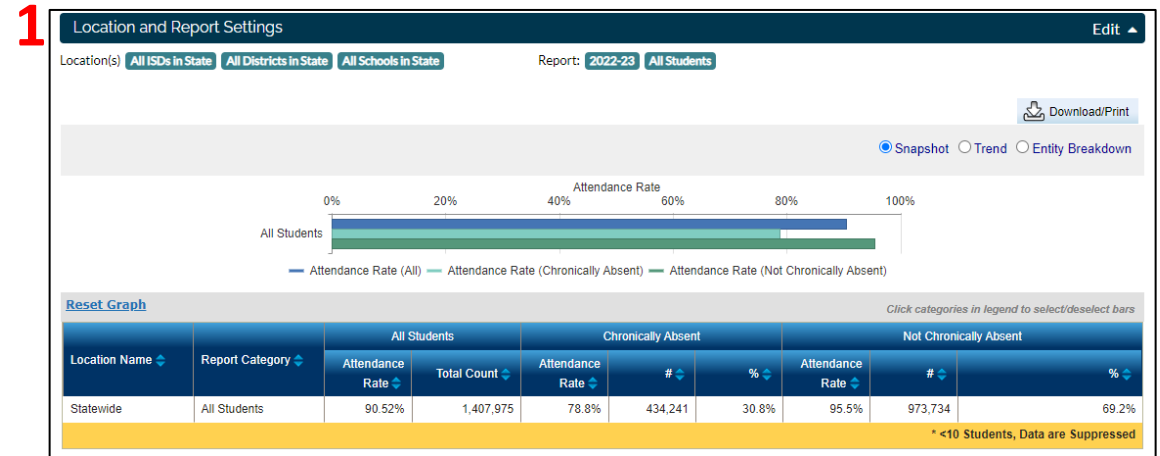 1
Location and Report Settings Edit ▲
Location(s) All ISDs in State All Districts in State All Schools in State Report: 2022-23 All Students
Download/Print
Snapshot Trend Entity Breakdown
Attendance Rate
0% 20% 40% 60% 80% 100%
All Students
Attendance Rate (All) Attendance Rate (Chronically Absent) Attendance Rate (Not Chronically Absent)
Reset Graph Click categories in legend to select/deselect bars
All Students Chronically Absent Not Chronically Absent
Location Name Report Category Attendance Rate Total Count Attendance Rate # % Attendance Rate # %
Statewide All Students 90.52% 1,407,975 78.8% 434,241 30.8% 95.5% 973,734 69.2%
* <10 Students, Data are Suppressed